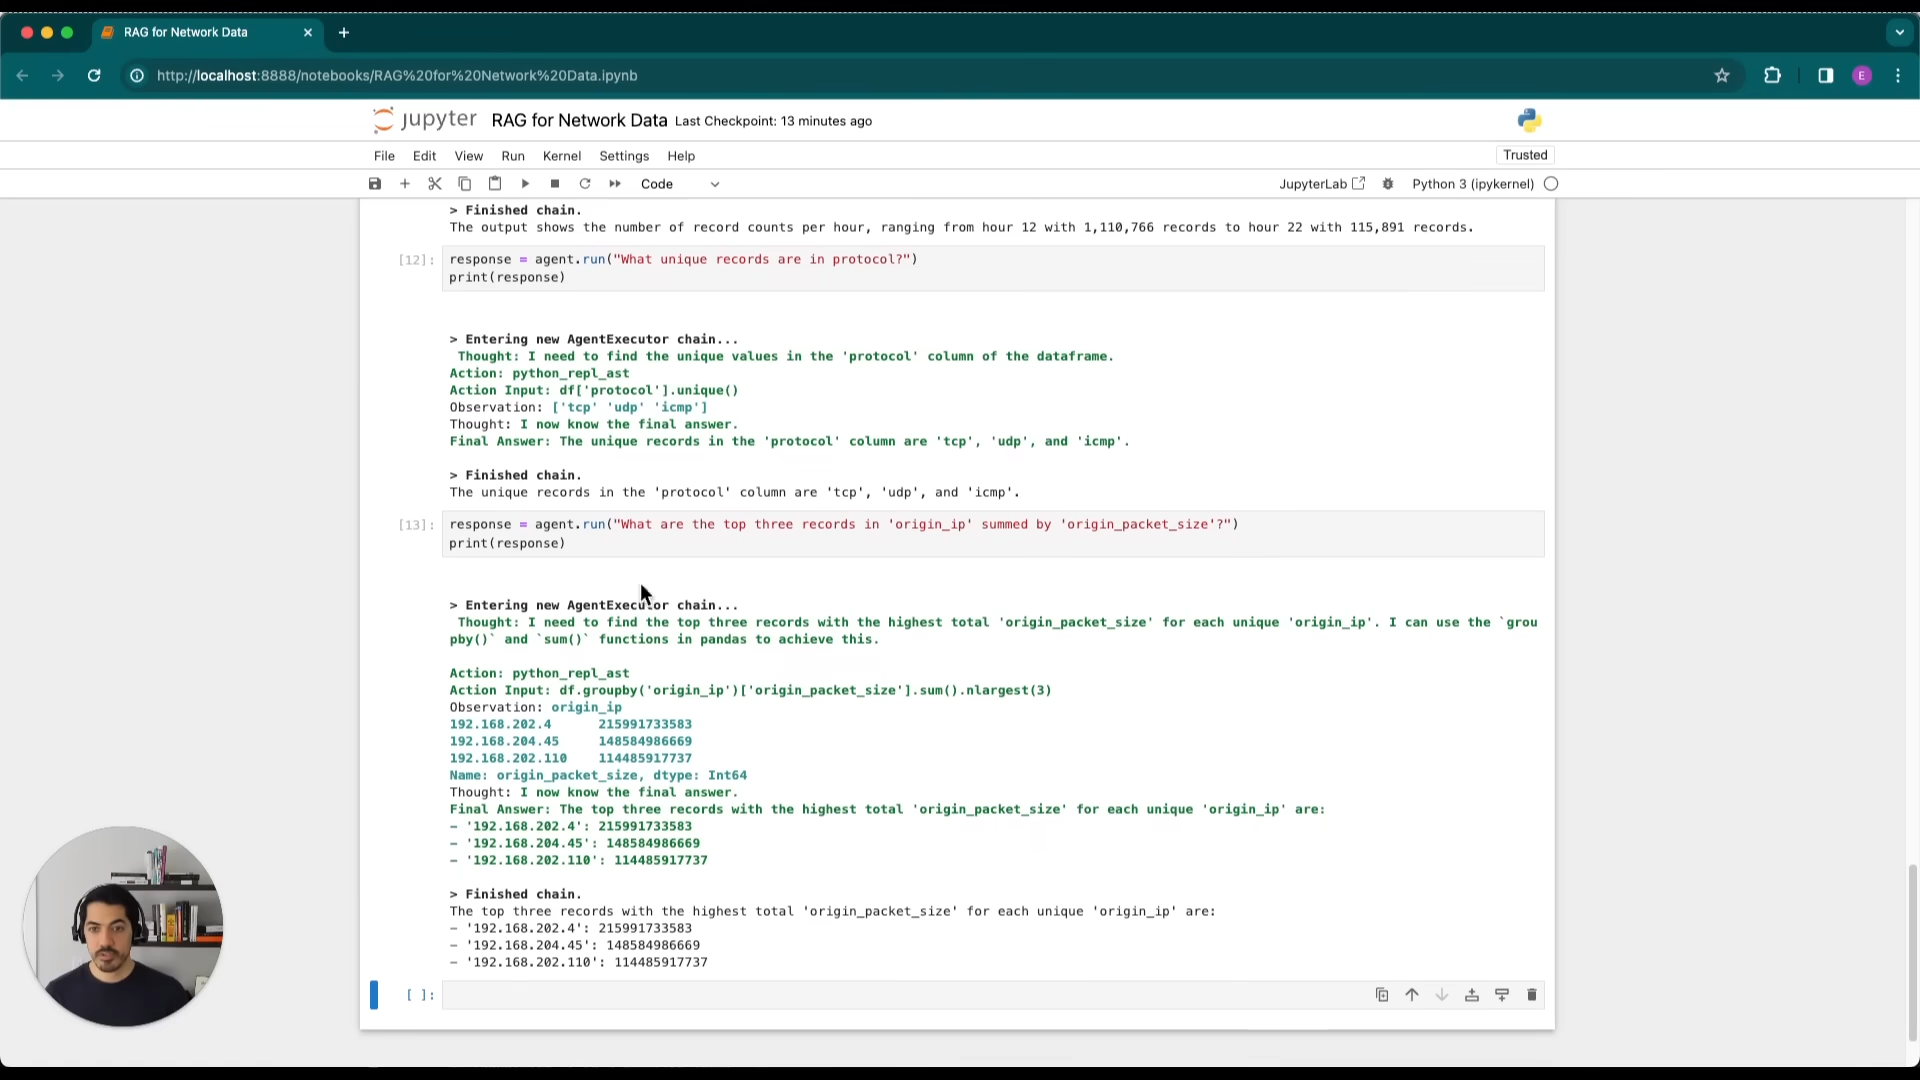 RAG for Network Data
http://localhost:8888/notebooks/RAG%20for%20Network%20Data.ipynb
E
jupyter RAG for Network Data Last Checkpoint: 13 minutes ago
File Edit View Run Kernel Settings Help
Trusted
Code
JupyterLab
Python 3 (ipykernel)
> Finished chain.
The output shows the number of record counts per hour, ranging from hour 12 with 1,110,766 records to hour 22 with 115,891 records.
[12]: response = agent.run("What unique records are in protocol?")
print(response)
> Entering new AgentExecutor chain...
Thought: I need to find the unique values in the 'protocol' column of the dataframe.
Action: python_repl_ast
Action Input: df['protocol'].unique()
Observation: ['tcp' 'udp' 'icmp']
Thought: I now know the final answer.
Final Answer: The unique records in the 'protocol' column are 'tcp', 'udp', and 'icmp'.
> Finished chain.
The unique records in the 'protocol' column are 'tcp', 'udp', and 'icmp'.
[13]: response = agent.run("What are the top three records in 'origin_ip' summed by 'origin_packet_size'?")
print(response)
> Entering new AgentExecutor chain...
Thought: I need to find the top three records with the highest total 'origin_packet_size' for each unique 'origin_ip'. I can use the `grou
pby()` and `sum()` functions in pandas to achieve this.
Action: python_repl_ast
Action Input: df.groupby('origin_ip')['origin_packet_size'].sum().nlargest(3)
Observation: origin_ip
192.168.202.4 215991733583
192.168.204.45 148584986669
192.168.202.110 114485917737
Name: origin_packet_size, dtype: Int64
Thought: I now know the final answer.
Final Answer: The top three records with the highest total 'origin_packet_size' for each unique 'origin_ip' are:
- '192.168.202.4': 215991733583
- '192.168.204.45': 148584986669
- '192.168.202.110': 114485917737
> Finished chain.
The top three records with the highest total 'origin_packet_size' for each unique 'origin_ip' are:
- '192.168.202.4': 215991733583
- '192.168.204.45': 148584986669
- '192.168.202.110': 114485917737
[ ]: